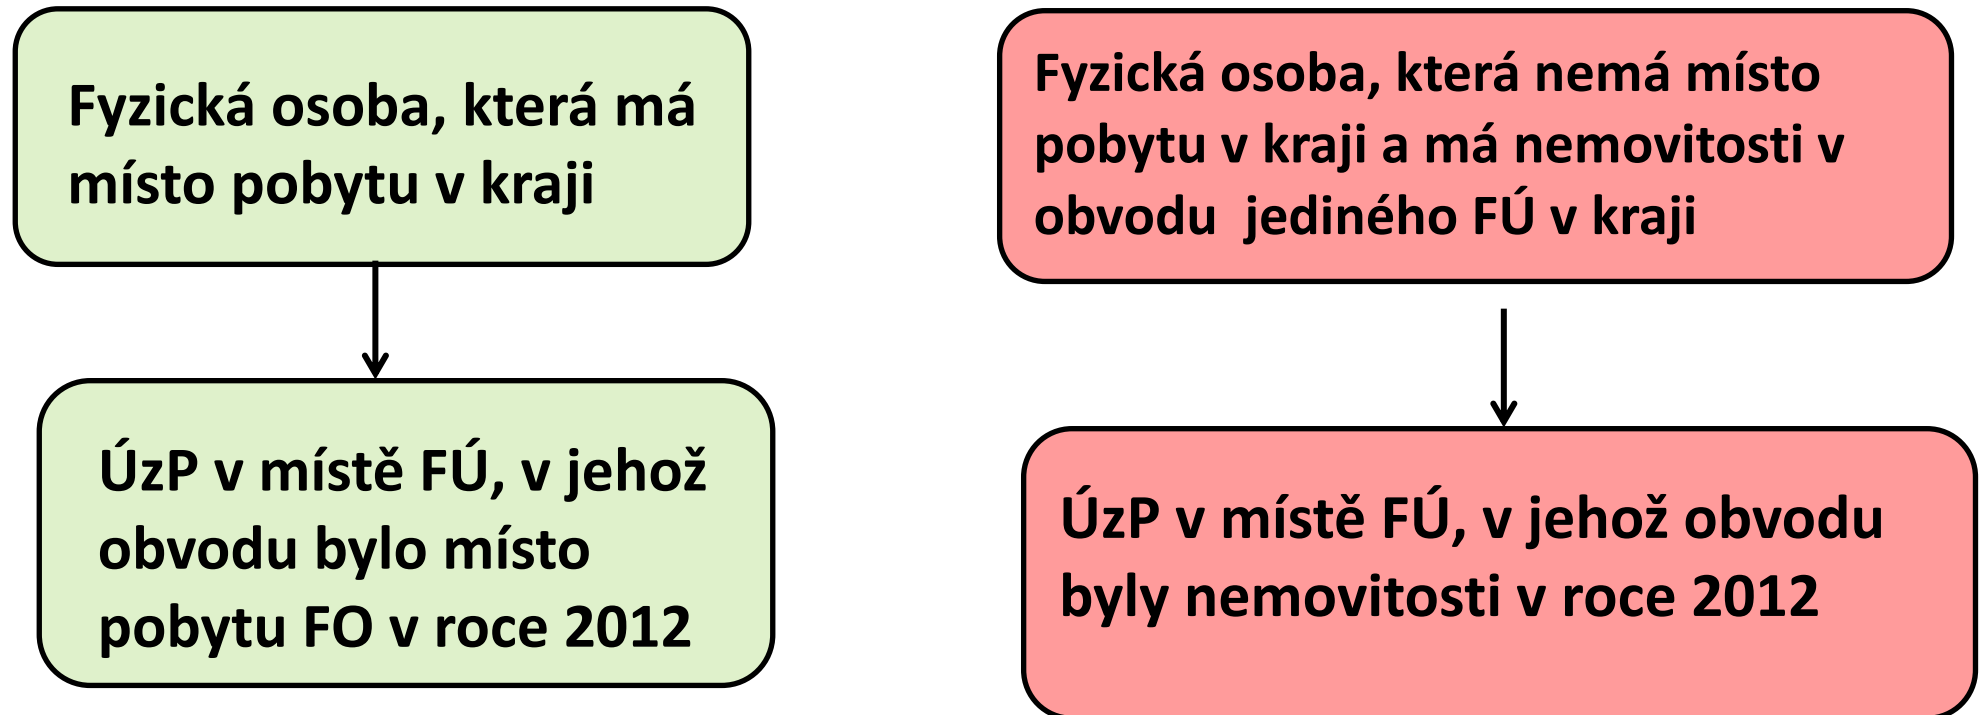 Fyzická osoba, která má
místo pobytu v kraji
ÚzP v místě FÚ, v jehož
obvodu bylo místo
pobytu FO v roce 2012
Fyzická osoba, která nemá místo
pobytu v kraji a má nemovitosti v
obvodu  jediného FÚ v kraji
ÚzP v místě FÚ, v jehož obvodu
byly nemovitosti v roce 2012